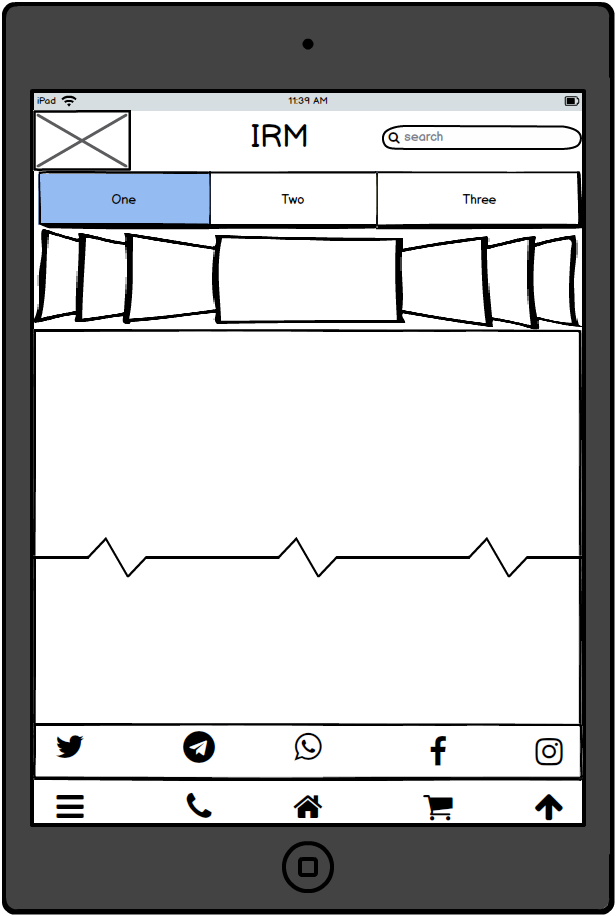 iPad 11:39 AM
IRM
search
One Two Three